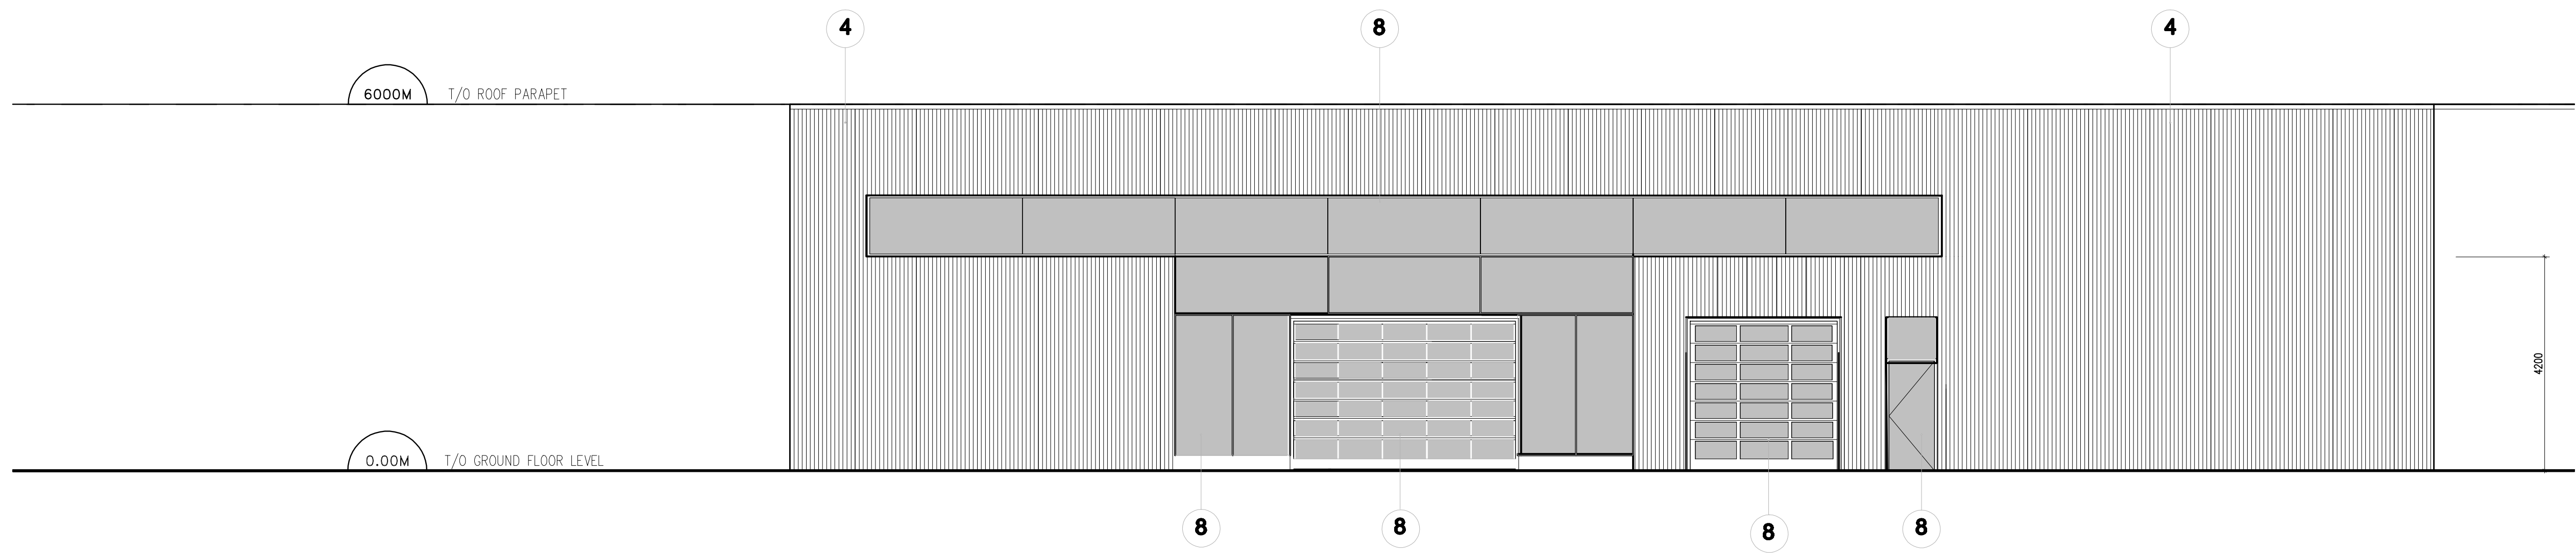 4 8 4
6000M T/O ROOF PARAPET
4200
0.00M T/O GROUND FLOOR LEVEL
8 8 8 8